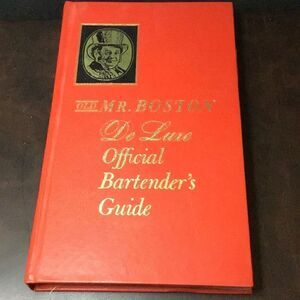 OLD MR. BOSTON
De Luxe
Official
Bartender's
Guide